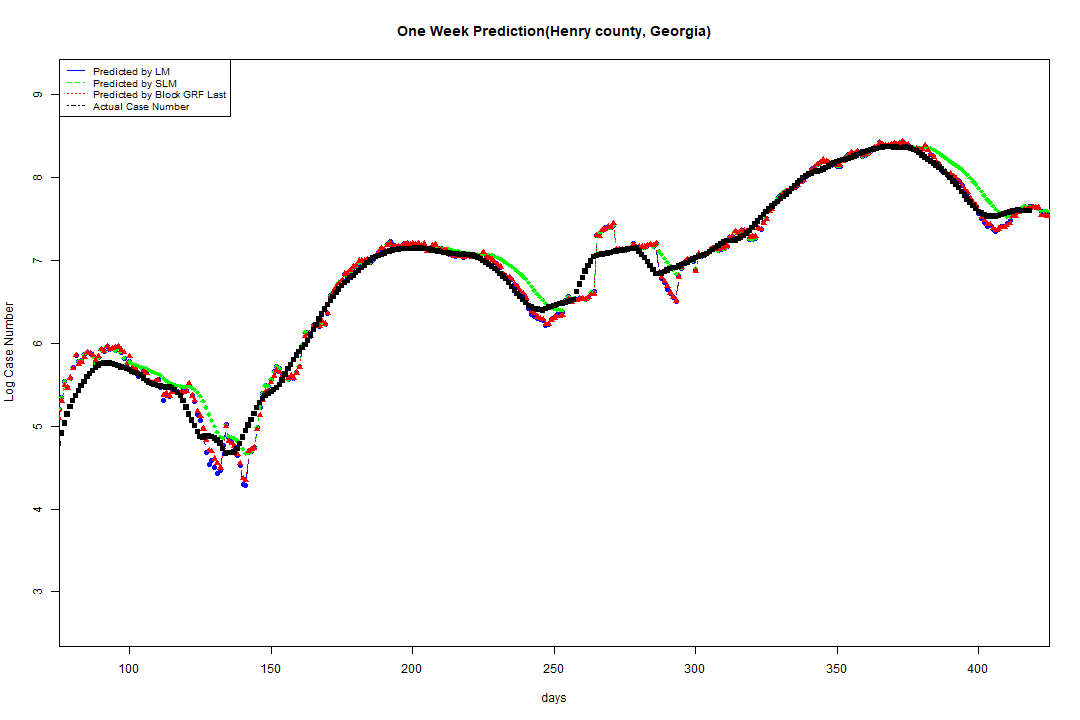 One Week Prediction(Henry county, Georgia)
Predicted by LM
Predicted by SLM
Predicted by Block GRF Last
Actual Case Number
9
8
7
6
5
4
3
Log Case Number
100 150 200 250 300 350 400
days